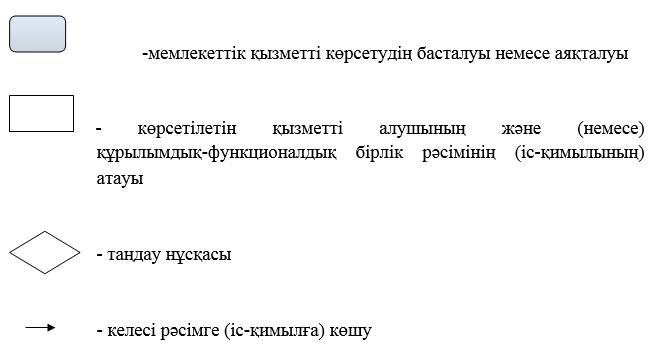 -мемлекеттік қызметті көрсетудің басталуы немесе аяқталуы
- көрсетілетін қызметті алушының және (немесе)
құрылымдық-функционалдық бірлік рәсімінің (іс-қимылының)
атауы
- таңдау нұсқасы
- келесі рәсімге (іс-қимылға) көшу